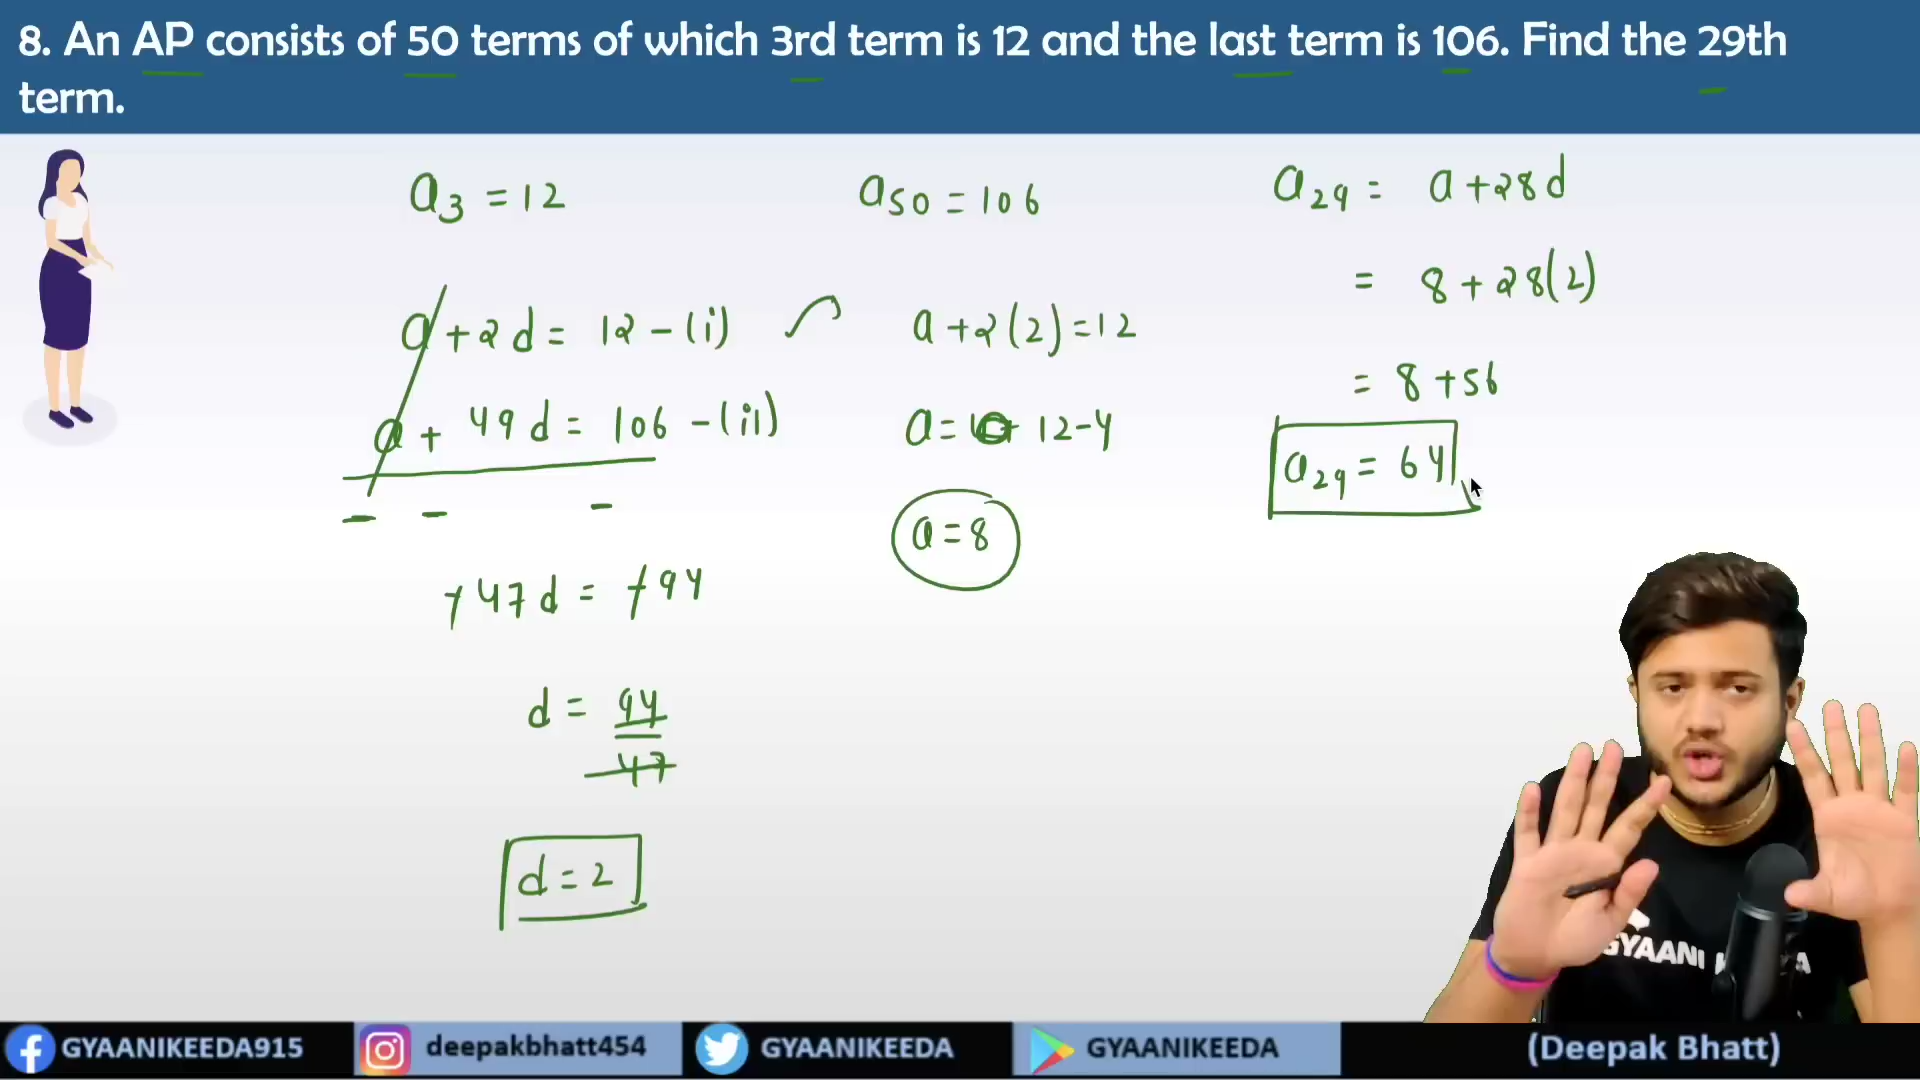 8. An AP consists of 50 terms of which 3rd term is 12 and the last term is 106. Find the 29th
term.
a₃ = 12
a + 2d = 12 - (i)
a + 49d = 106 - (ii)
- - -
+47d = +94
d = 94
47
d = 2
a₅₀ = 106
a + 2(2) = 12
a = 12-4
a = 8
a₂₉ = a + 28d
= 8 + 28(2)
= 8 + 56
a₂₉ = 64
GYAANI
GYAANIKEEDA915
deepakbhatt454
GYAANIKEEDA
GYAANIKEEDA
(Deepak Bhatt)